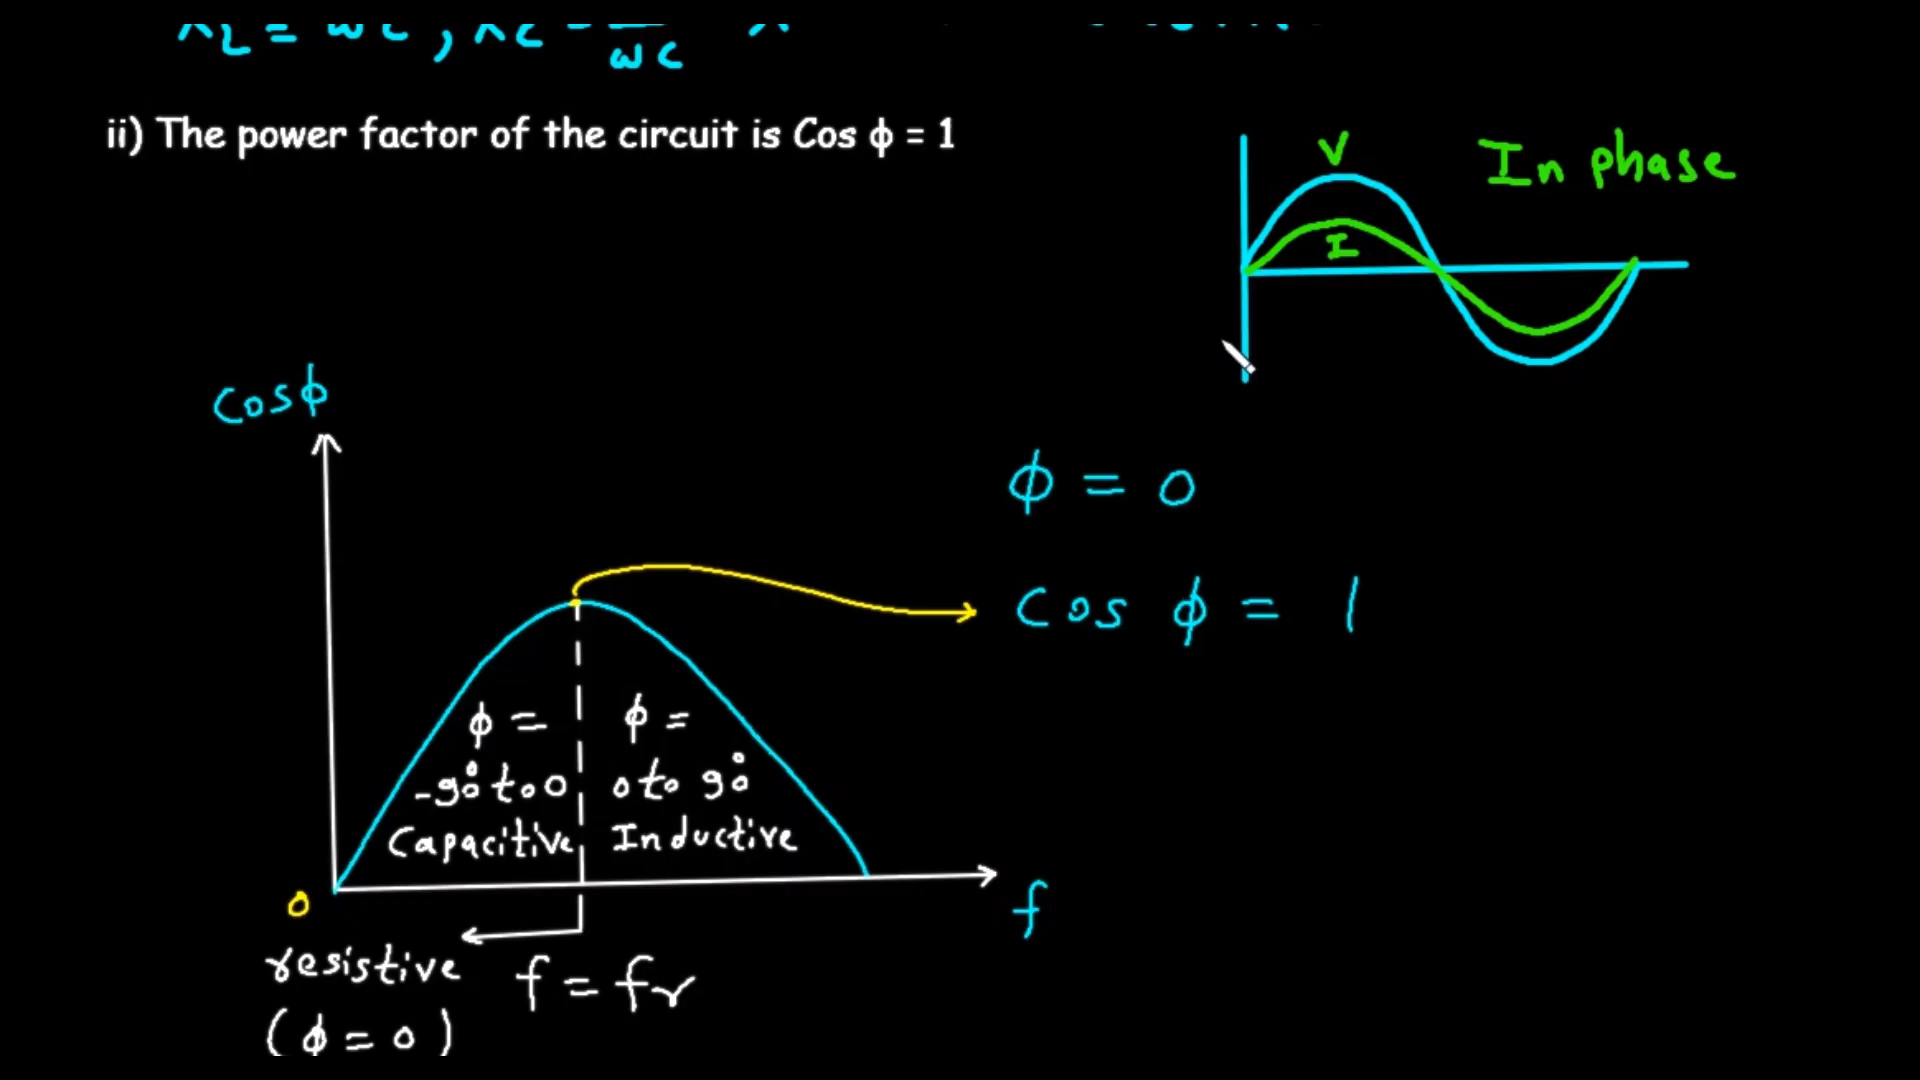 ii) The power factor of the circuit is Cos ϕ = 1
V
In phase
I
Cosϕ
ϕ = 0
Cos ϕ = 1
ϕ =
-90° to 0
Capacitive
ϕ =
0 to 90°
Inductive
0
f
resistive
(ϕ = 0)
f = fr